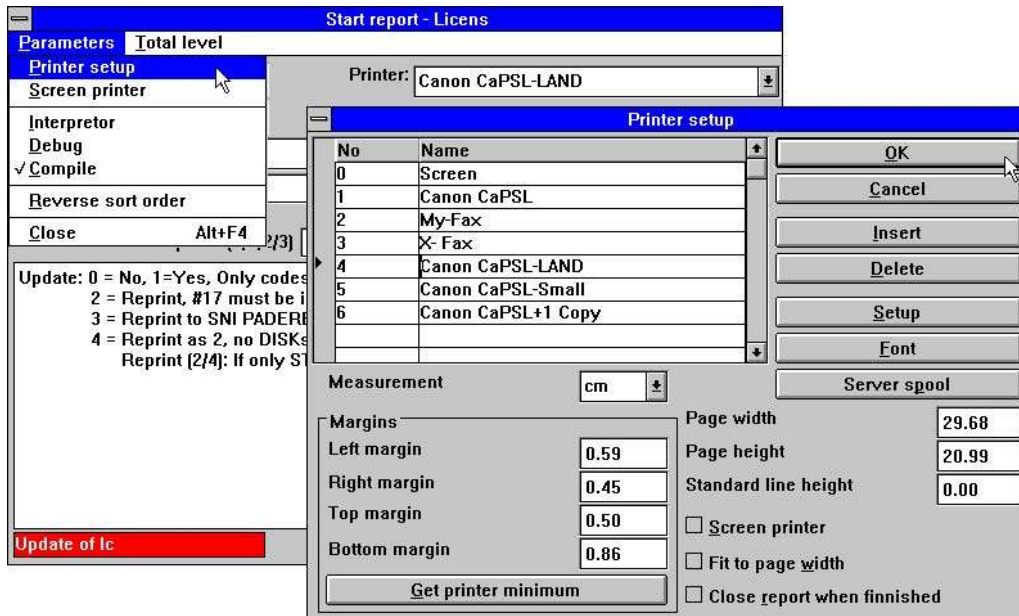 Start report - Licens
Parameters Total level
Printer setup
Screen printer
Interpretor
Debug
√ Compile
Reverse sort order
Close Alt+F4
Printer: Canon CaPSL-LAND
2/3)
Update: 0 = No, 1=Yes, Only codes
2 = Reprint, #17 must be i
3 = Reprint to SNI PADERE
4 = Reprint as 2, no DISKs
Reprint (2/4): If only ST
Update of Ic
Printer setup
No Name
0 Screen
1 Canon CaPSL
2 My-Fax
3 X- Fax
4 Canon CaPSL-LAND
5 Canon CaPSL-Small
6 Canon CaPSL+1 Copy
OK
Cancel
Insert
Delete
Setup
Font
Server spool
Measurement cm
Margins
Left margin 0.59
Right margin 0.45
Top margin 0.50
Bottom margin 0.86
Get printer minimum
Page width 29.68
Page height 20.99
Standard line height 0.00
Screen printer
Fit to page width
Close report when finnished